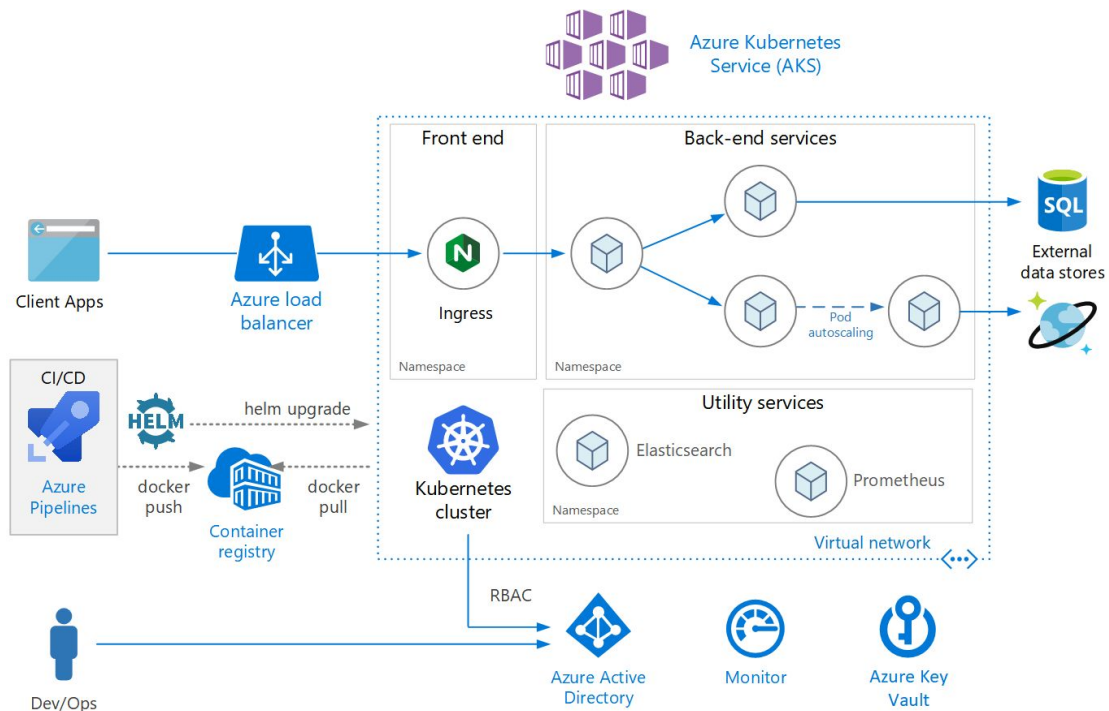 Azure Kubernetes
Service (AKS)
Front end
Back-end services
SQL
External
data stores
Client Apps
Azure load
balancer
N
Ingress
Pod
autoscaling
Namespace
Namespace
CI/CD
HELM
helm upgrade
Azure
Pipelines
docker
push
docker
pull
Container
registry
Kubernetes
cluster
Utility services
Elasticsearch
Prometheus
Namespace
Virtual network
RBAC
Dev/Ops
Azure Active
Directory
Monitor
Azure Key
Vault